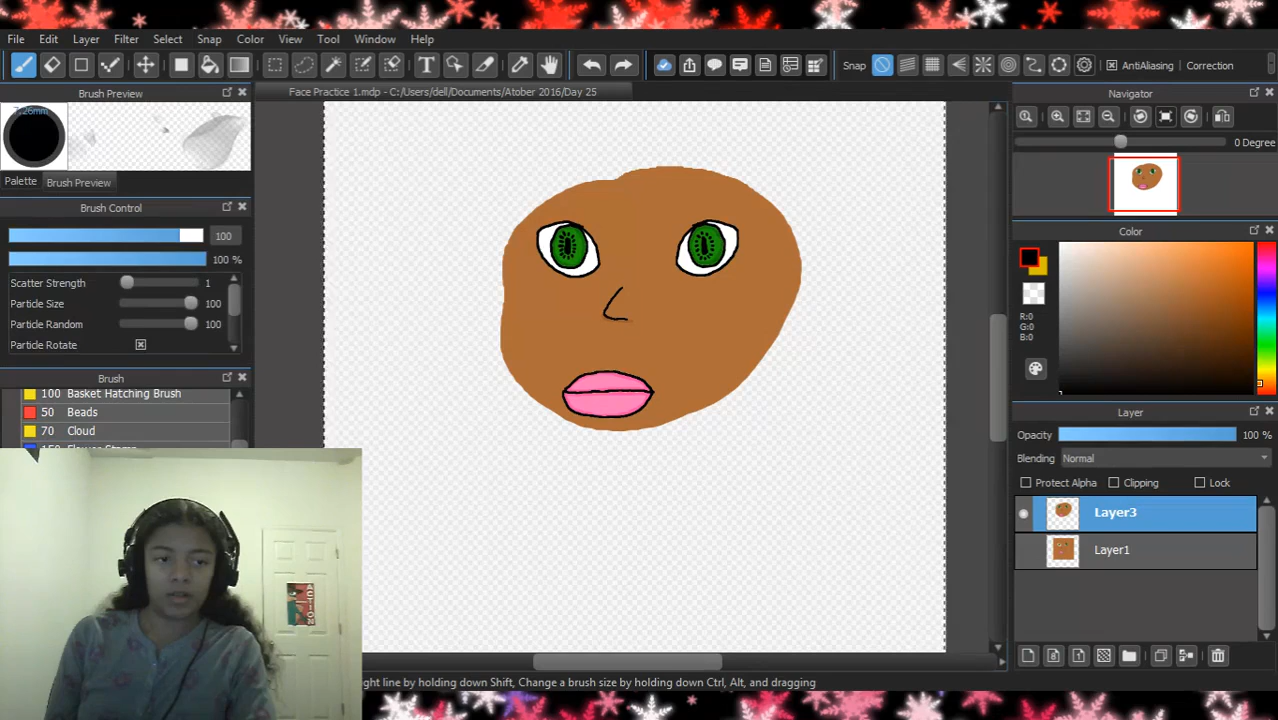 File Edit Layer Filter Select Snap Color View Tool Window Help
Snap AntiAliasing Correction
Brush Preview
Face Practice 1.mdp - C:/Users/dell/Documents/Atober 2016/Day 25
Navigator
7.26mm
0 Degree
Palette Brush Preview
Brush Control
Color
100
100 %
Scatter Strength 1
Particle Size 100
Particle Random 100
Particle Rotate
R:0
G:0
B:0
Brush
100 Basket Hatching Brush
50 Beads
70 Cloud
Layer
Opacity 100 %
Blending Normal
Protect Alpha Clipping Lock
Layer3
Layer1
ACTION
ght line by holding down Shift, Change a brush size by holding down Ctrl, Alt, and dragging